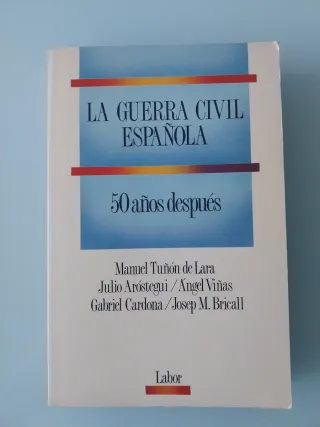 LA GUERRA CIVIL
ESPAÑOLA
50 años después
Manuel Tuñón de Lara
Julio Aróstegui / Ángel Viñas
Gabriel Cardona / Josep M. Bricall
Labor